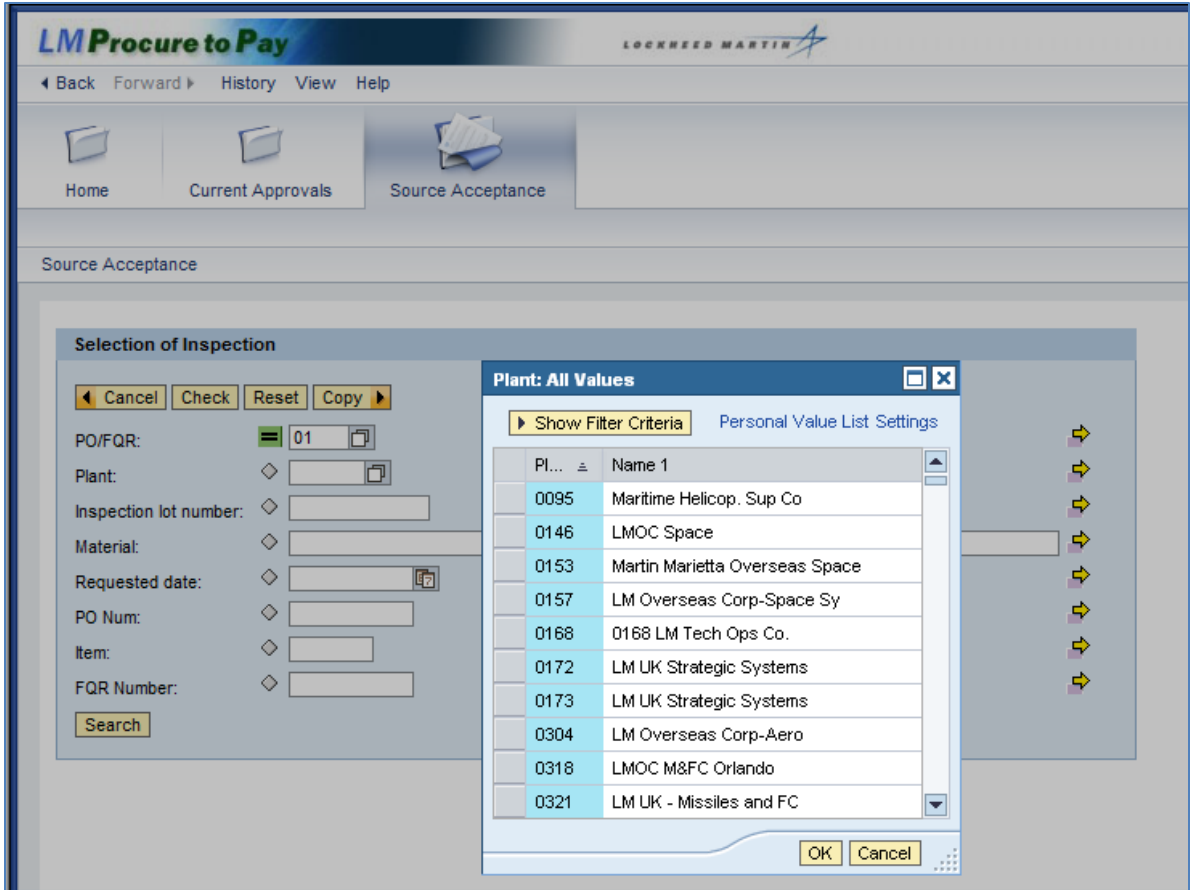 LM Procure to Pay
LOCKHEED MARTIN
Back Forward History View Help
Home Current Approvals Source Acceptance
Source Acceptance
Selection of Inspection
Cancel Check Reset Copy
PO/FQR: 01
Plant:
Inspection lot number:
Material:
Requested date:
PO Num:
Item:
FQR Number:
Search
Plant: All Values
Show Filter Criteria Personal Value List Settings
Pl... Name 1
0095 Maritime Helicop. Sup Co
0146 LMOC Space
0153 Martin Marietta Overseas Space
0157 LM Overseas Corp-Space Sy
0168 0168 LM Tech Ops Co.
0172 LM UK Strategic Systems
0173 LM UK Strategic Systems
0304 LM Overseas Corp-Aero
0318 LMOC M&FC Orlando
0321 LM UK - Missiles and FC
OK Cancel